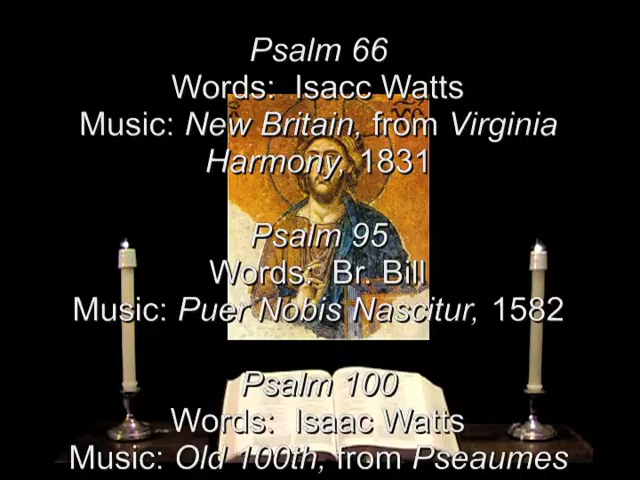 Psalm 66
Words:  Isacc Watts
Music: New Britain, from Virginia
Harmony, 1831
Psalm 95
Words:  Br. Bill
Music: Puer Nobis Nascitur, 1582
Psalm 100
Words:  Isaac Watts
Music: Old 100th, from Pseaumes